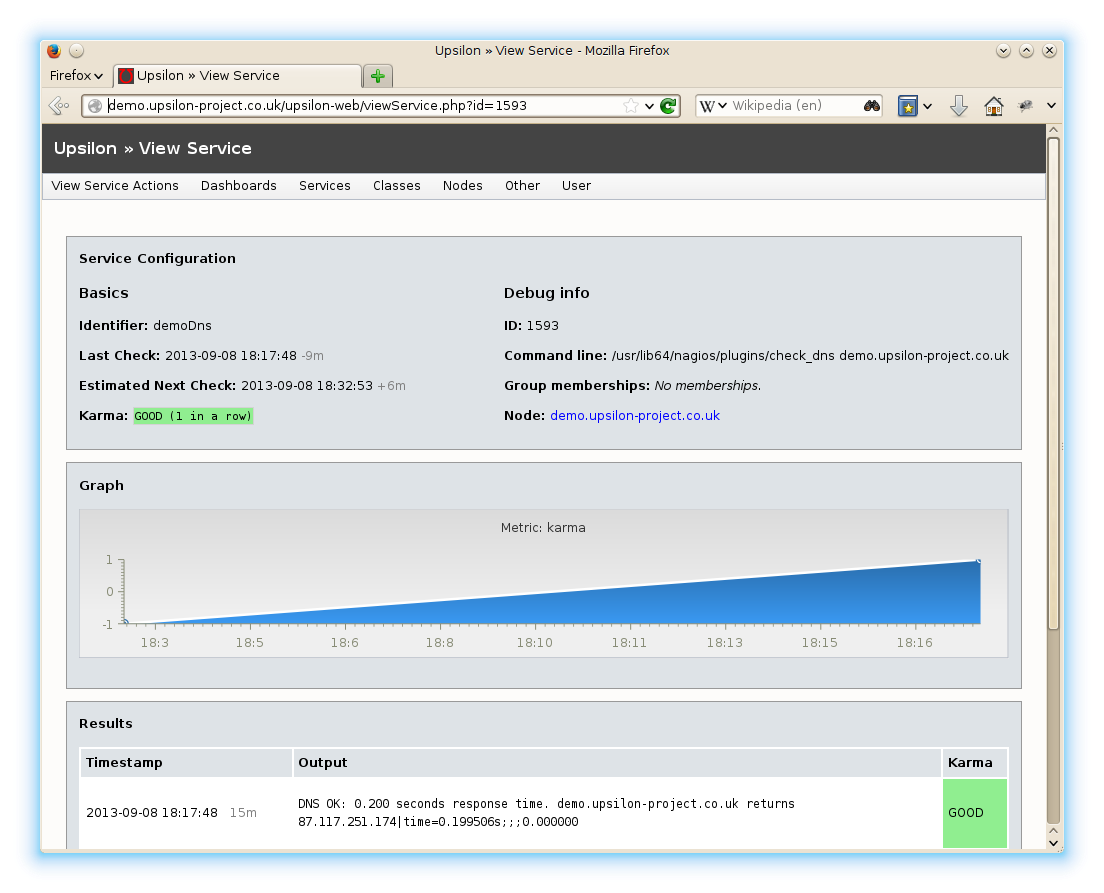 Upsilon » View Service - Mozilla Firefox
Firefox
Upsilon » View Service
demo.upsilon-project.co.uk/upsilon-web/viewService.php?id=1593
W Wikipedia (en)
Upsilon » View Service
View Service Actions Dashboards Services Classes Nodes Other User
Service Configuration
Basics Debug info
Identifier: demoDns ID: 1593
Last Check: 2013-09-08 18:17:48 -9m Command line: /usr/lib64/nagios/plugins/check_dns demo.upsilon-project.co.uk
Estimated Next Check: 2013-09-08 18:32:53 +6m Group memberships: No memberships.
Karma: GOOD (1 in a row) Node: demo.upsilon-project.co.uk
Graph
Metric: karma
1
0
-1
18:3 18:5 18:6 18:8 18:10 18:11 18:13 18:15 18:16
Results
Timestamp Output Karma
2013-09-08 18:17:48 15m DNS OK: 0.200 seconds response time. demo.upsilon-project.co.uk returns
87.117.251.174|time=0.199506s;;;0.000000 GOOD